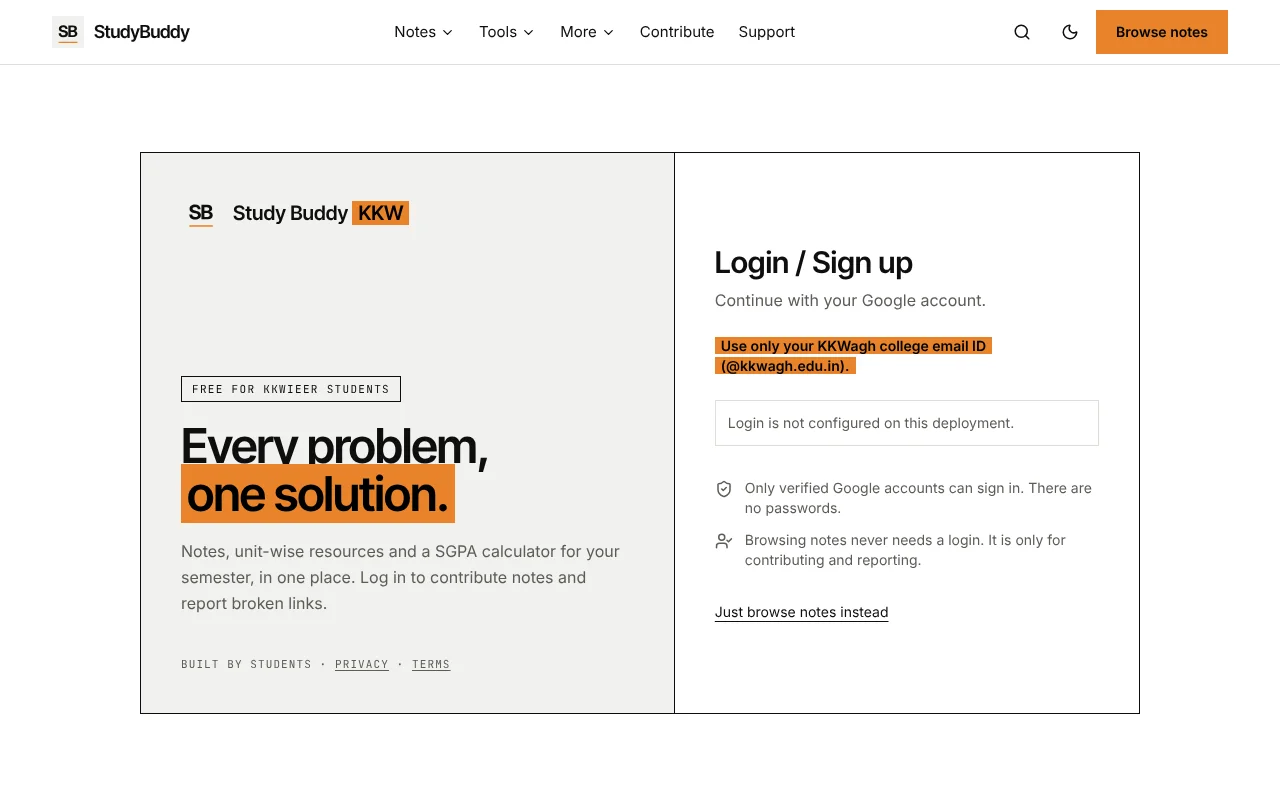 SB StudyBuddy Notes Tools More Contribute Support Browse notes
SB Study Buddy KKW
FREE FOR KKWIEER STUDENTS
Every problem,
one solution.
Notes, unit-wise resources and a SGPA calculator for your
semester, in one place. Log in to contribute notes and
report broken links.
BUILT BY STUDENTS · PRIVACY · TERMS
Login / Sign up
Continue with your Google account.
Use only your KKWagh college email ID
(@kkwagh.edu.in).
Login is not configured on this deployment.
Only verified Google accounts can sign in. There are
no passwords.
Browsing notes never needs a login. It is only for
contributing and reporting.
Just browse notes instead